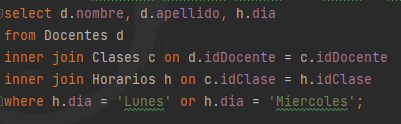 select d.nombre, d.apellido, h.dia
from Docentes d
inner join Clases c on d.idDocente = c.idDocente
inner join Horarios h on c.idClase = h.idClase
where h.dia = 'Lunes' or h.dia = 'Miercoles';